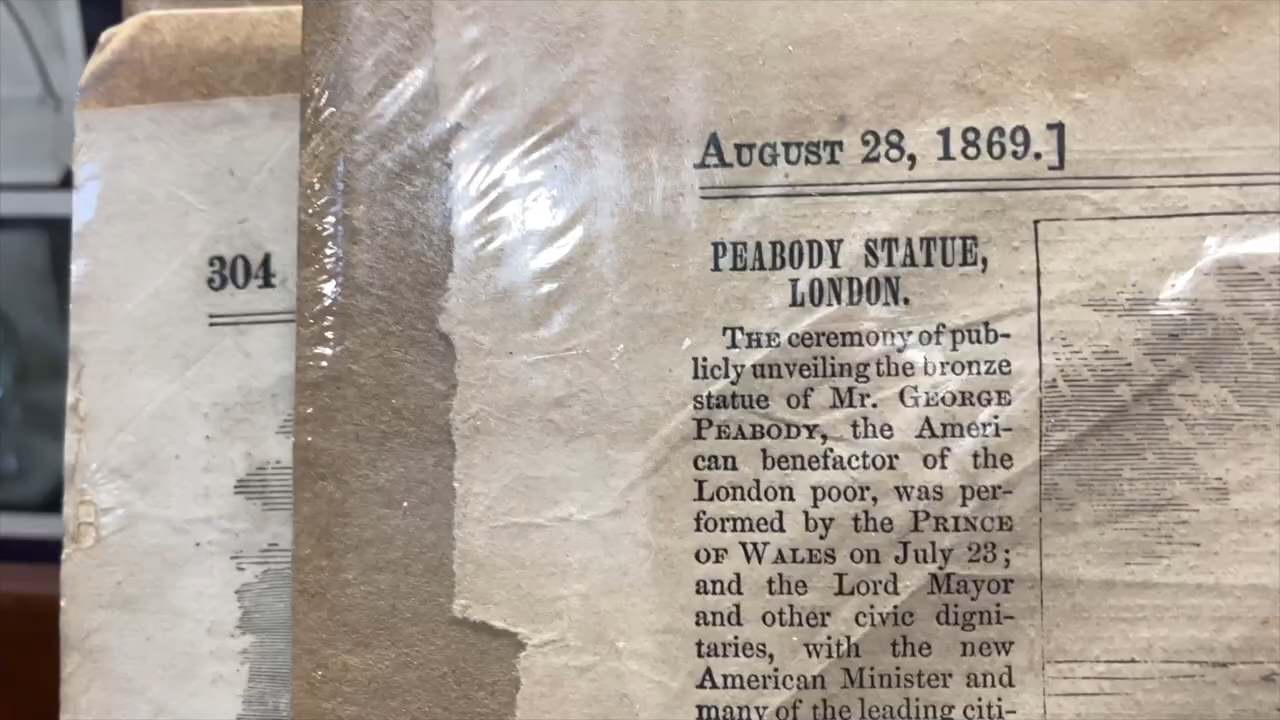 304
AUGUST 28, 1869.]
PEABODY STATUE,
LONDON.
THE ceremony of pub-
licly unveiling the bronze
statue of Mr. GEORGE
PEABODY, the Ameri-
can benefactor of the
London poor, was per-
formed by the PRINCE
OF WALES on July 23;
and the Lord Mayor
and other civic digni-
taries, with the new
American Minister and
many of the leading citi-